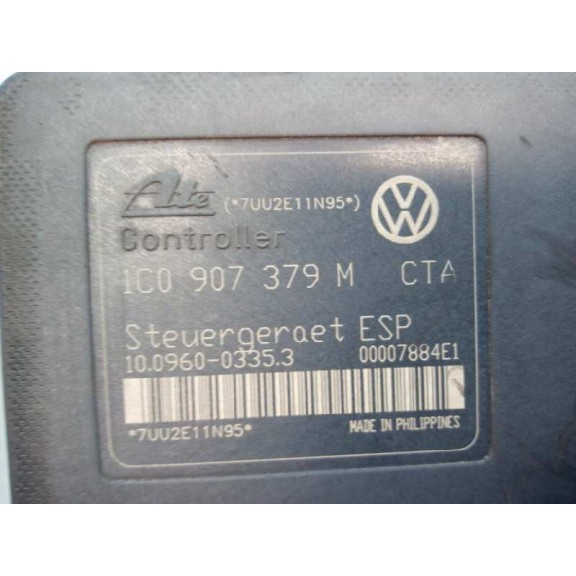 Ate (*7UU2E11N95*)
Controller
1C0 907 379 M CTA
Steuergeraet ESP
10.0960-0335.3 00007884E1
*7UU2E11N95* MADE IN PHILIPPINES